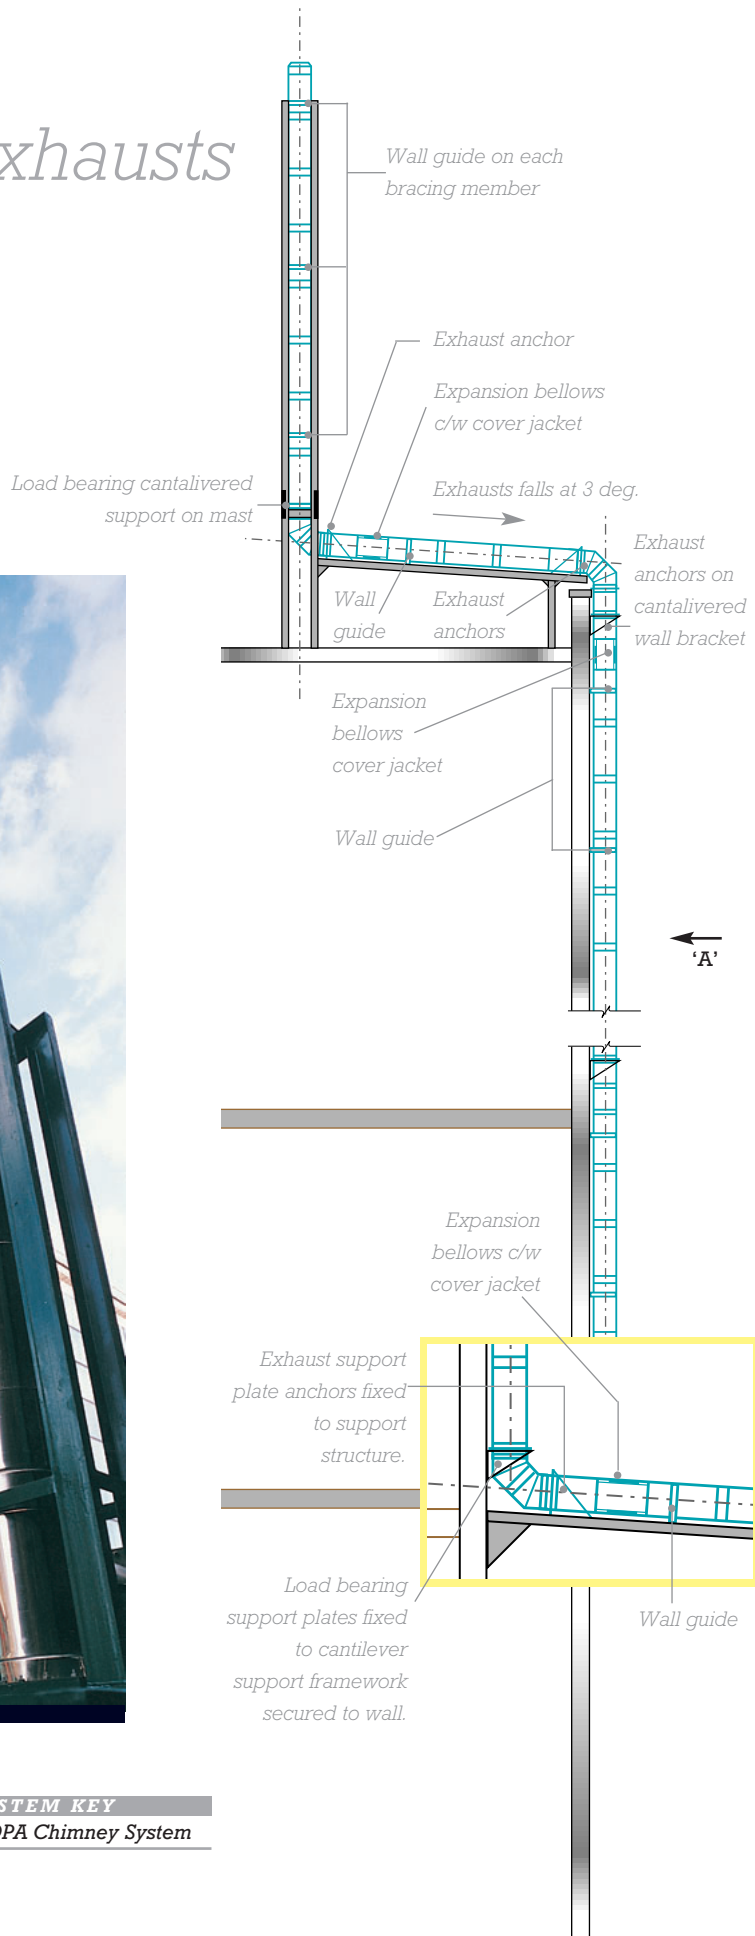 xhausts
Wall guide on each
bracing member
Exhaust anchor
Expansion bellows
c/w cover jacket
Load bearing cantalivered
support on mast
Exhausts falls at 3 deg.
Exhaust
anchors on
cantalivered
wall bracket
Wall
guide
Exhaust
anchors
Expansion
bellows
cover jacket
Wall guide
‘A’
Expansion
bellows c/w
cover jacket
Exhaust support
plate anchors fixed
to support
structure.
Load bearing
support plates fixed
to cantilever
support framework
secured to wall.
Wall guide
STEM KEY
PA Chimney System